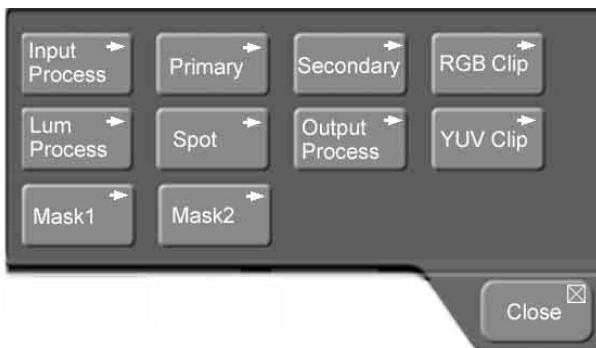 Input
Process
Primary
Secondary
RGB Clip
Lum
Process
Spot
Output
Process
YUV Clip
Mask1
Mask2
Close